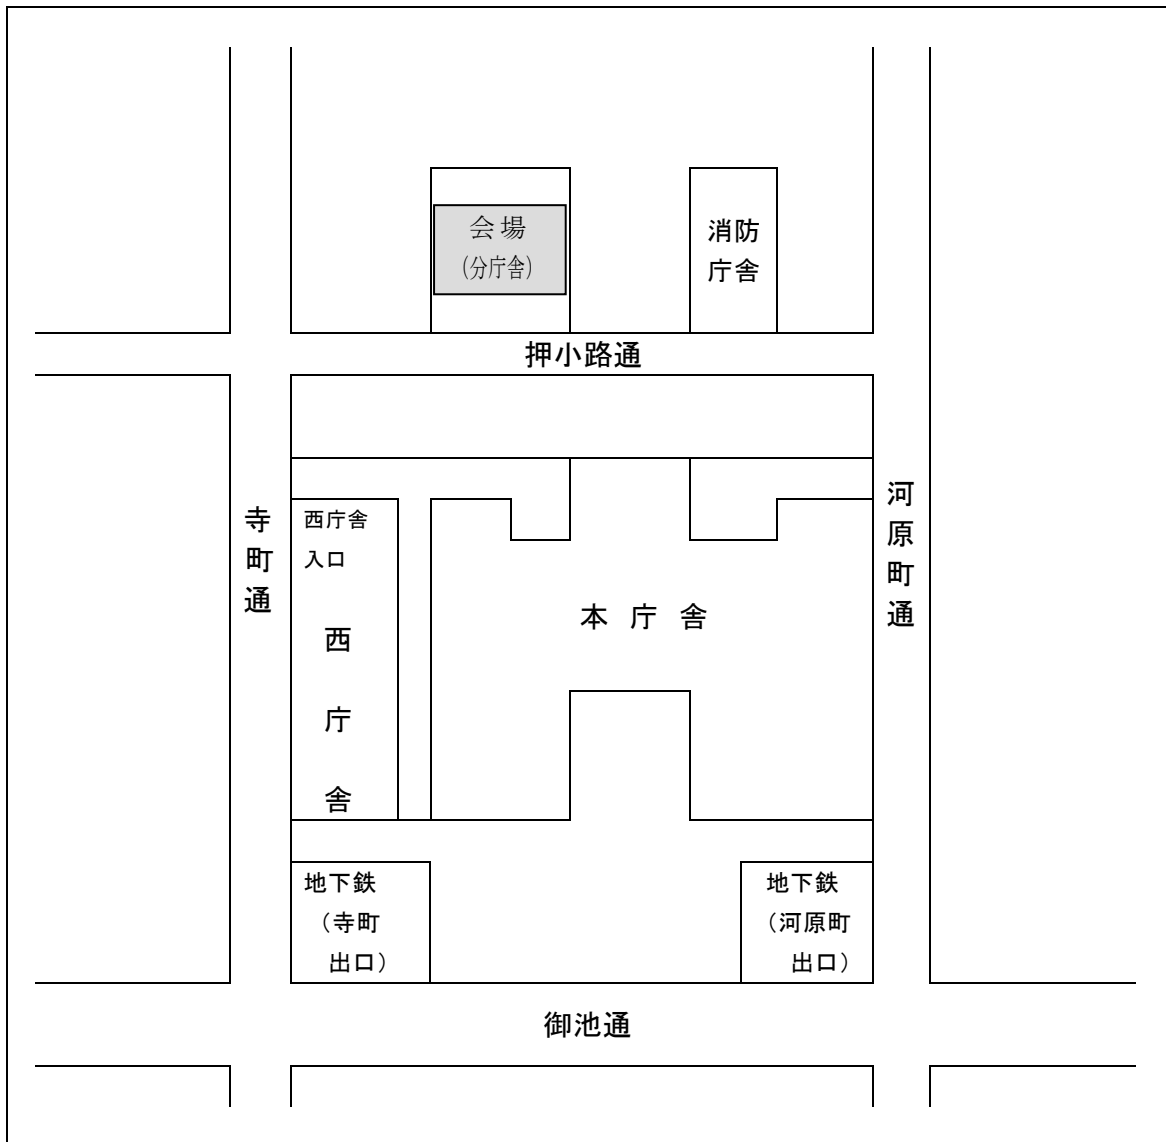 会場
(分庁舎)
消防
庁舎
押小路通
寺町通
西庁舎
入口
西庁舎
本庁舎
河原町通
地下鉄
（寺町
出口）
地下鉄
（河原町
出口）
御池通